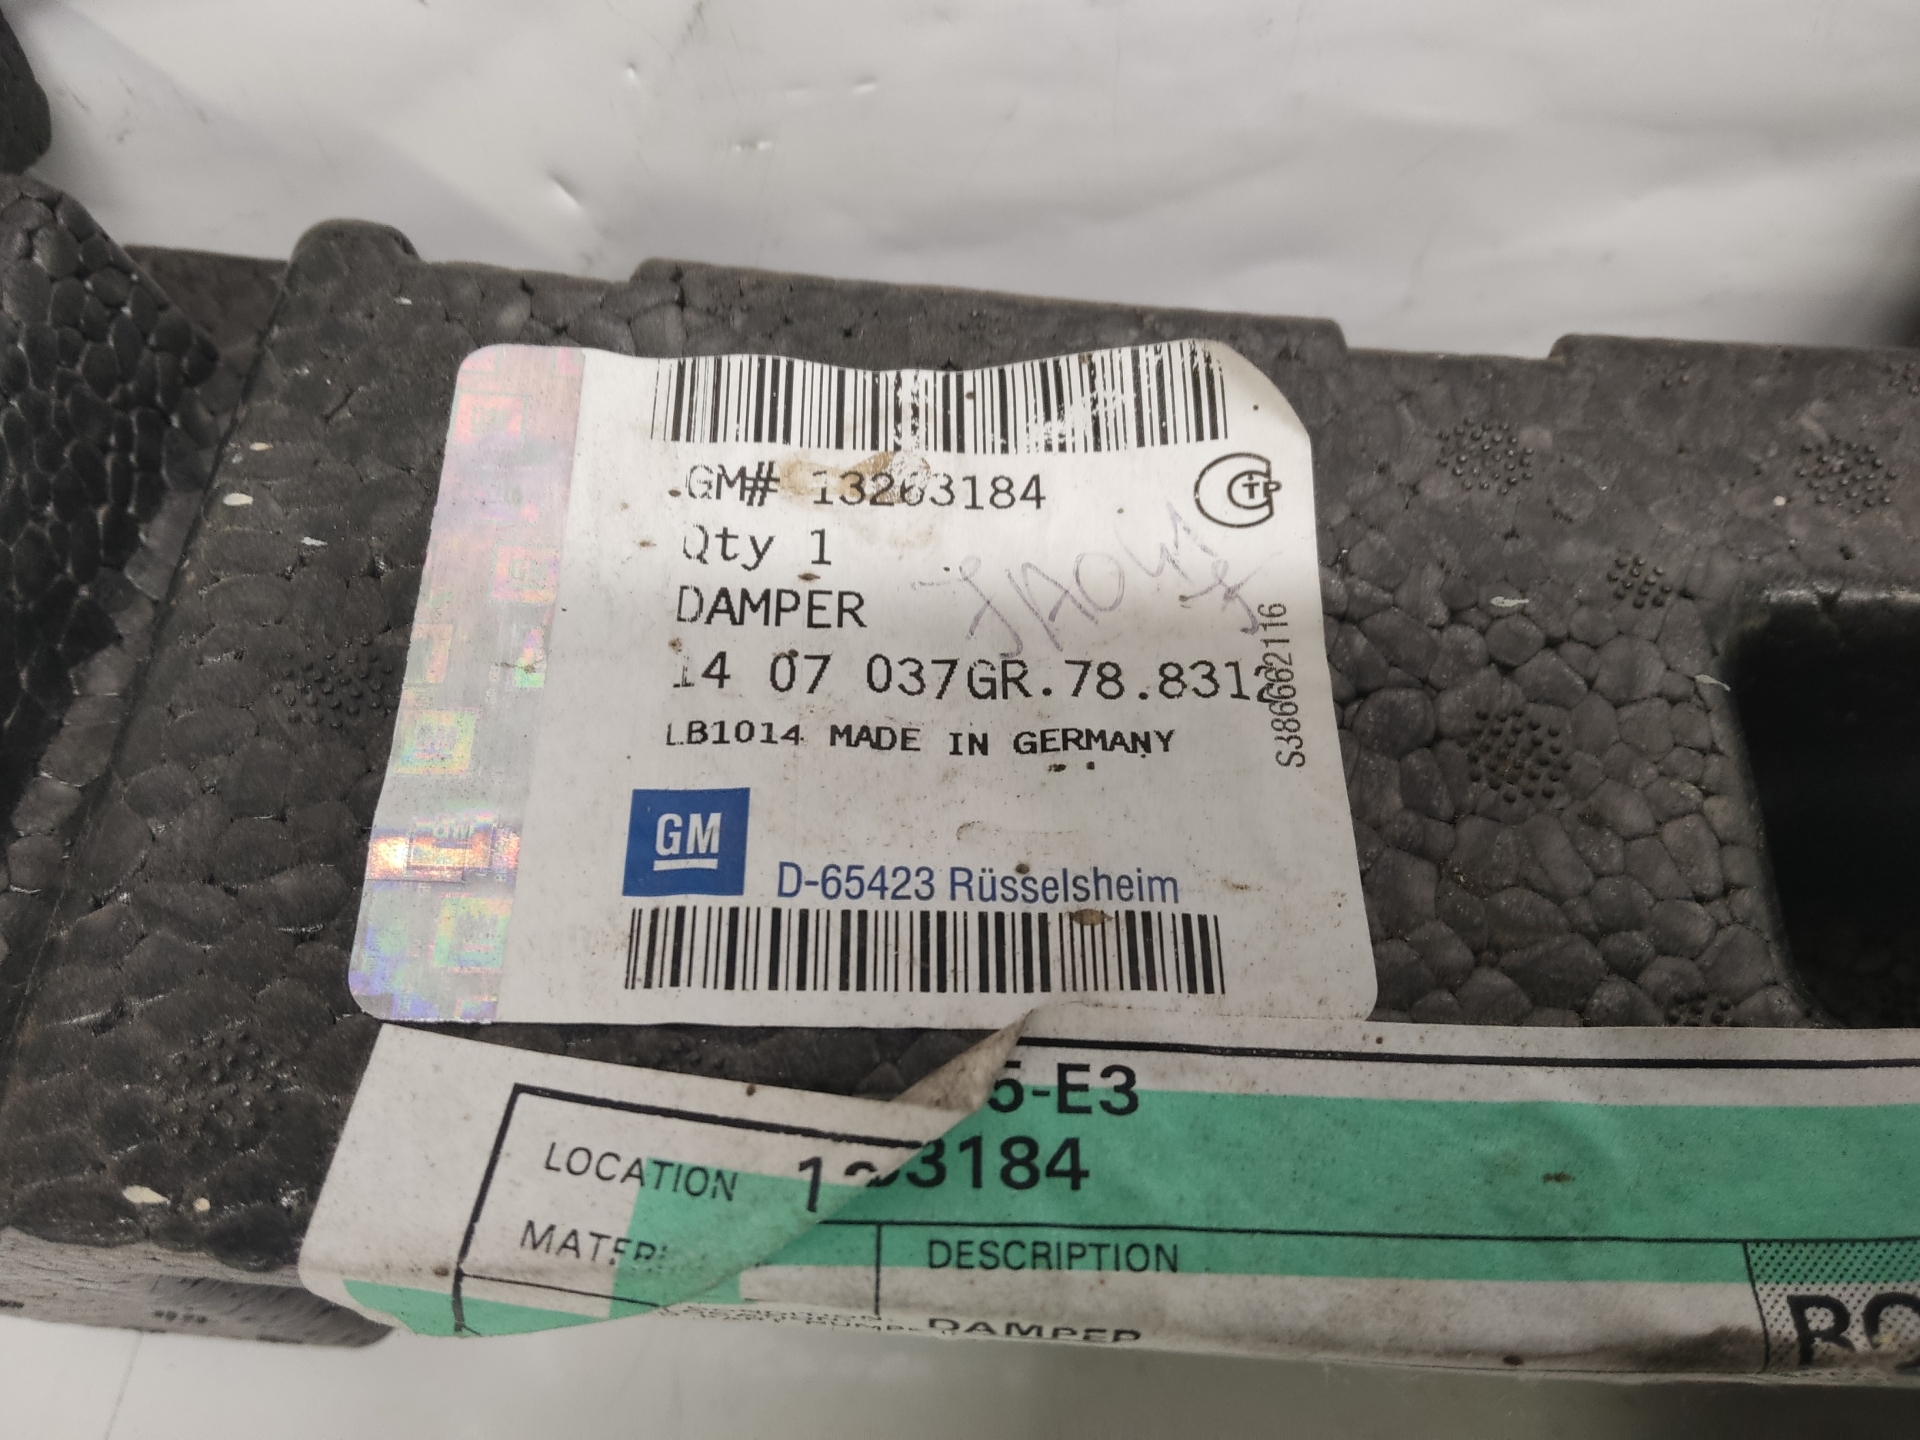 GM# 13263184
Qty 1
DAMPER
14 07 037GR.78.831
LB1014 MADE IN GERMANY
S386662116
GM
D-65423 Rüsselsheim
5-E3
LOCATION
3184
DESCRIPTION
DAMPER